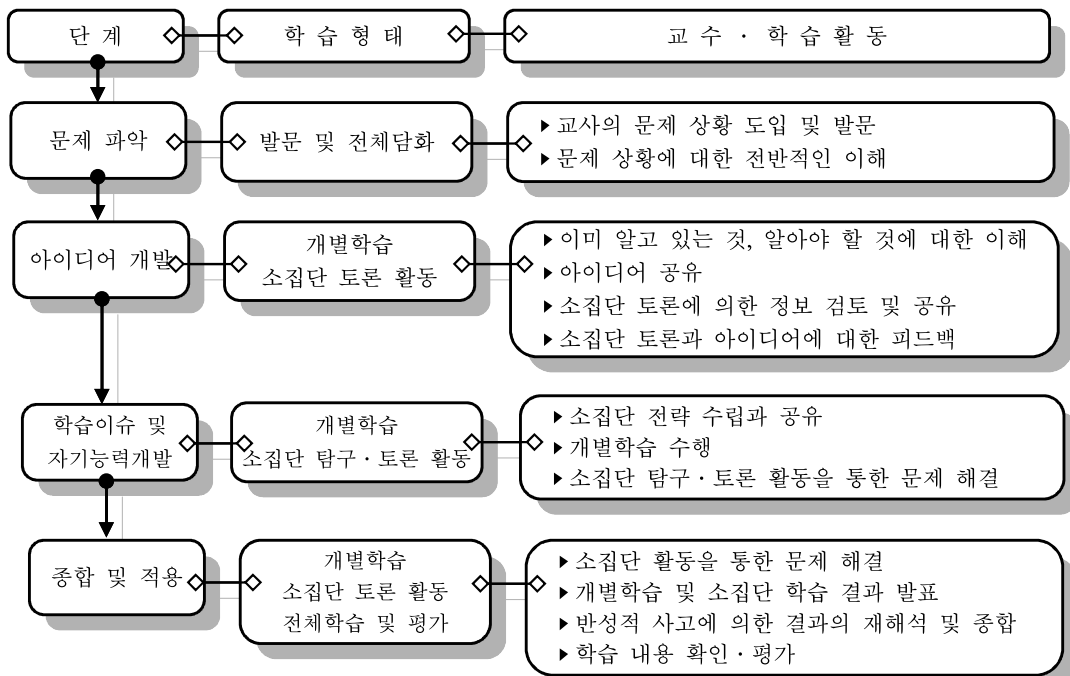 단 계
학 습 형 태
교 수 · 학 습 활 동
문제 파악
발문 및 전체담화
▸교사의 문제 상황 도입 및 발문
▸문제 상황에 대한 전반적인 이해
아이디어 개발
개별학습
소집단 토론 활동
▸이미 알고 있는 것, 알아야 할 것에 대한 이해
▸아이디어 공유
▸소집단 토론에 의한 정보 검토 및 공유
▸소집단 토론과 아이디어에 대한 피드백
학습이슈 및
자기능력개발
개별학습
소집단 탐구·토론 활동
▸소집단 전략 수립과 공유
▸개별학습 수행
▸소집단 탐구·토론 활동을 통한 문제 해결
종합 및 적용
개별학습
소집단 토론 활동
전체학습 및 평가
▸소집단 활동을 통한 문제 해결
▸개별학습 및 소집단 학습 결과 발표
▸반성적 사고에 의한 결과의 재해석 및 종합
▸학습 내용 확인·평가